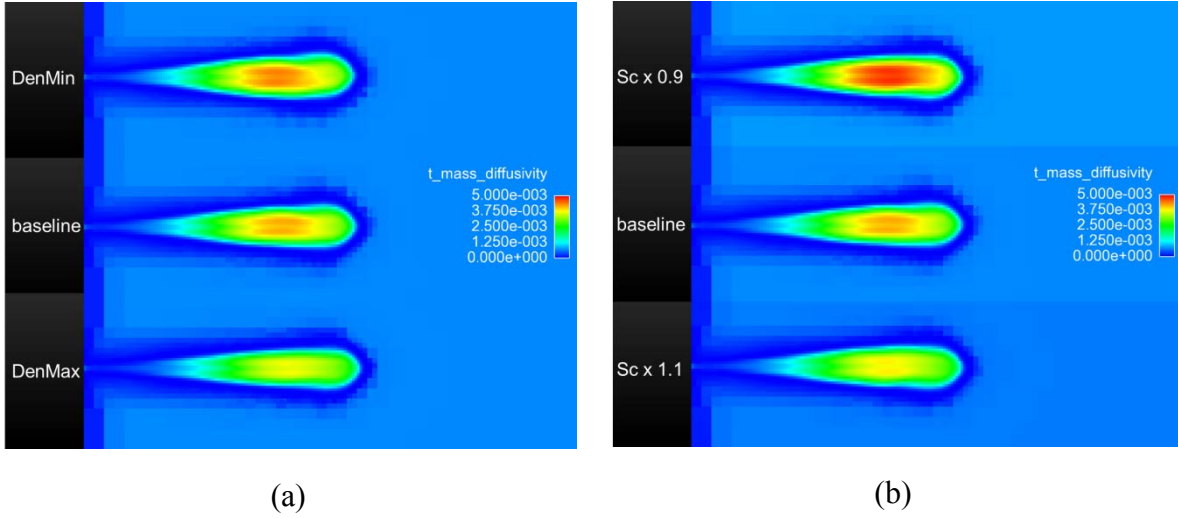 DenMin
baseline
DenMax
t_mass_diffusivity
5.000e-003
3.750e-003
2.500e-003
1.250e-003
0.000e+000
(a)
Sc x 0.9
baseline
Sc x 1.1
t_mass_diffusivity
5.000e-003
3.750e-003
2.500e-003
1.250e-003
0.000e+000
(b)